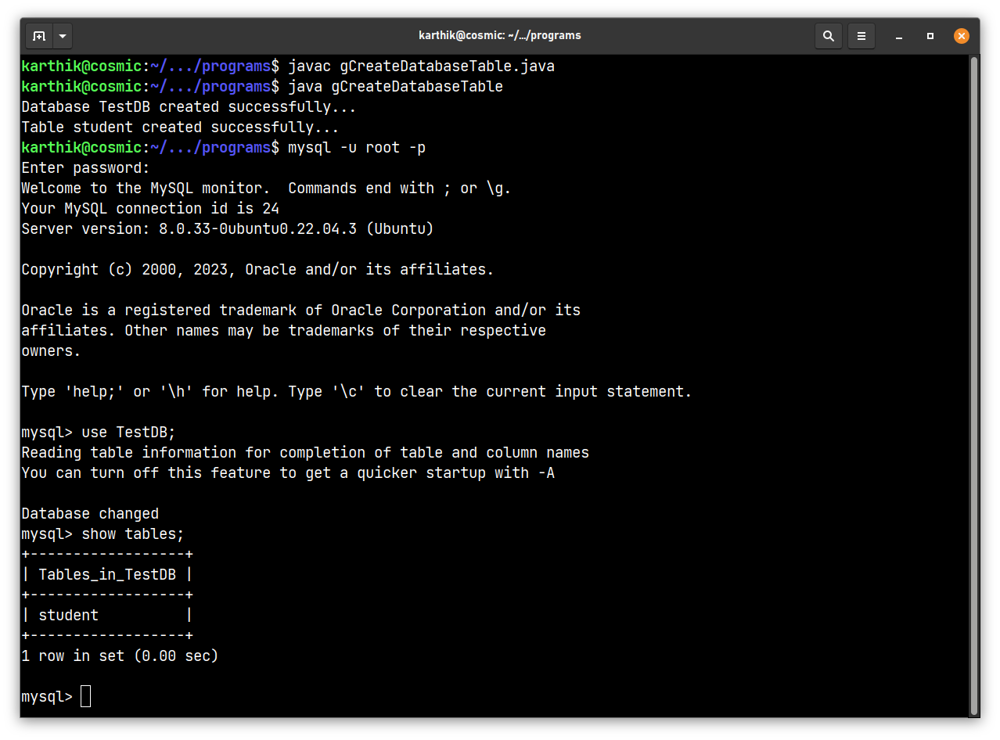 karthik@cosmic: ~/.../programs
karthik@cosmic:~/.../programs$ javac gCreateDatabaseTable.java
karthik@cosmic:~/.../programs$ java gCreateDatabaseTable
Database TestDB created successfully...
Table student created successfully...
karthik@cosmic:~/.../programs$ mysql -u root -p
Enter password:
Welcome to the MySQL monitor.  Commands end with ; or \g.
Your MySQL connection id is 24
Server version: 8.0.33-0ubuntu0.22.04.3 (Ubuntu)

Copyright (c) 2000, 2023, Oracle and/or its affiliates.

Oracle is a registered trademark of Oracle Corporation and/or its
affiliates. Other names may be trademarks of their respective
owners.

Type 'help;' or '\h' for help. Type '\c' to clear the current input statement.

mysql> use TestDB;
Reading table information for completion of table and column names
You can turn off this feature to get a quicker startup with -A

Database changed
mysql> show tables;
+------------------+
| Tables_in_TestDB |
+------------------+
| student          |
+------------------+
1 row in set (0.00 sec)

mysql>